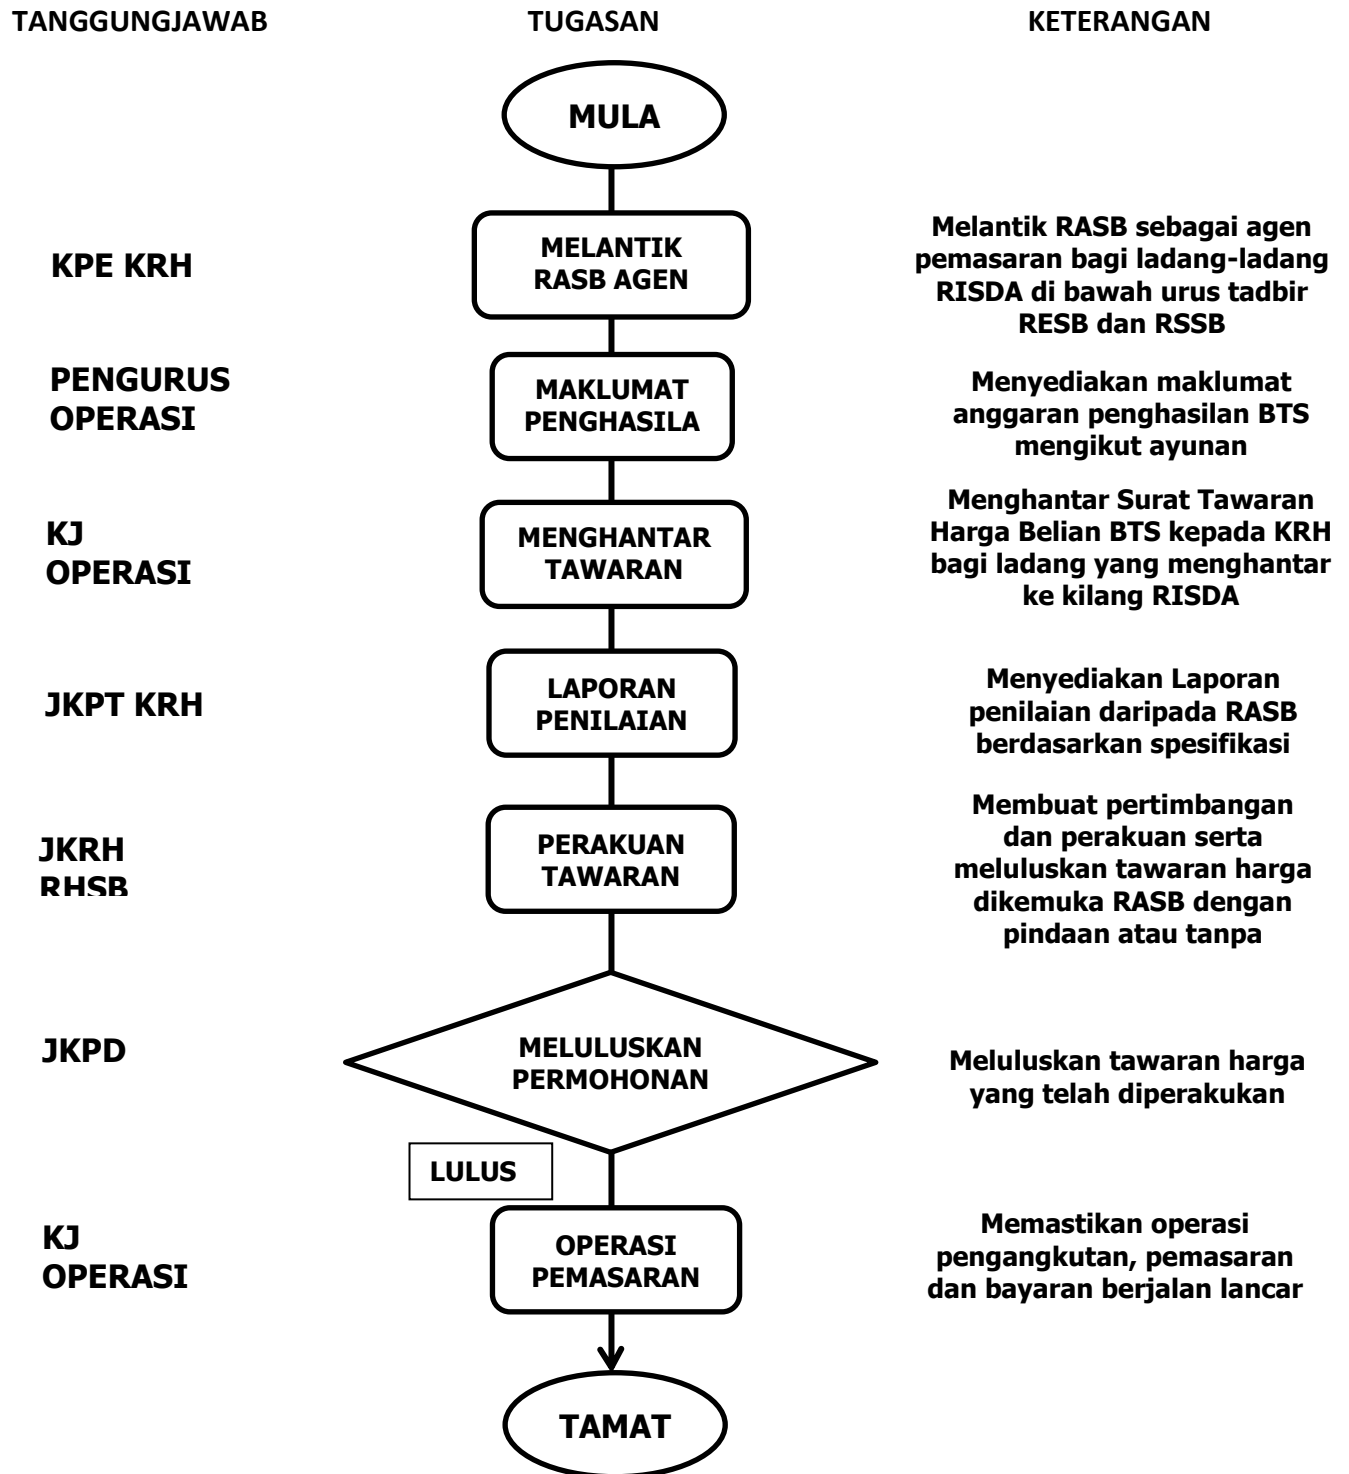 TANGGUNGJAWAB TUGASAN KETERANGAN
MULA
KPE KRH
MELANTIK
RASB AGEN
Melantik RASB sebagai agen
pemasaran bagi ladang-ladang
RISDA di bawah urus tadbir
RESB dan RSSB
PENGURUS
OPERASI
MAKLUMAT
PENGHASILA
Menyediakan maklumat
anggaran penghasilan BTS
mengikut ayunan
KJ
OPERASI
MENGHANTAR
TAWARAN
Menghantar Surat Tawaran
Harga Belian BTS kepada KRH
bagi ladang yang menghantar
ke kilang RISDA
JKPT KRH
LAPORAN
PENILAIAN
Menyediakan Laporan
penilaian daripada RASB
berdasarkan spesifikasi
JKRH
RHSB
PERAKUAN
TAWARAN
Membuat pertimbangan
dan perakuan serta
meluluskan tawaran harga
dikemuka RASB dengan
pindaan atau tanpa
JKPD
MELULUSKAN
PERMOHONAN
Meluluskan tawaran harga
yang telah diperakukan
LULUS
KJ
OPERASI
OPERASI
PEMASARAN
Memastikan operasi
pengangkutan, pemasaran
dan bayaran berjalan lancar
TAMAT